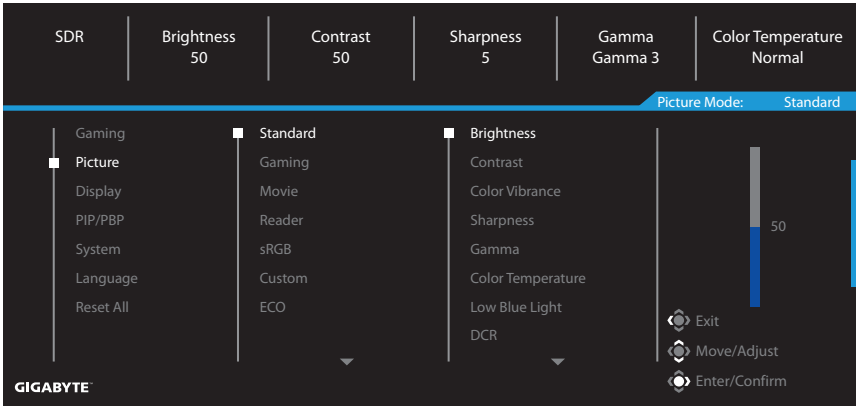 SDR
Brightness
50
Contrast
50
Sharpness
5
Gamma
Gamma 3
Color Temperature
Normal
Picture Mode: Standard
Gaming
Picture
Display
PIP/PBP
System
Language
Reset All
Standard
Gaming
Movie
Reader
sRGB
Custom
ECO
Brightness
Contrast
Color Vibrance
Sharpness
Gamma
Color Temperature
Low Blue Light
DCR
50
Exit
Move/Adjust
Enter/Confirm
GIGABYTE™